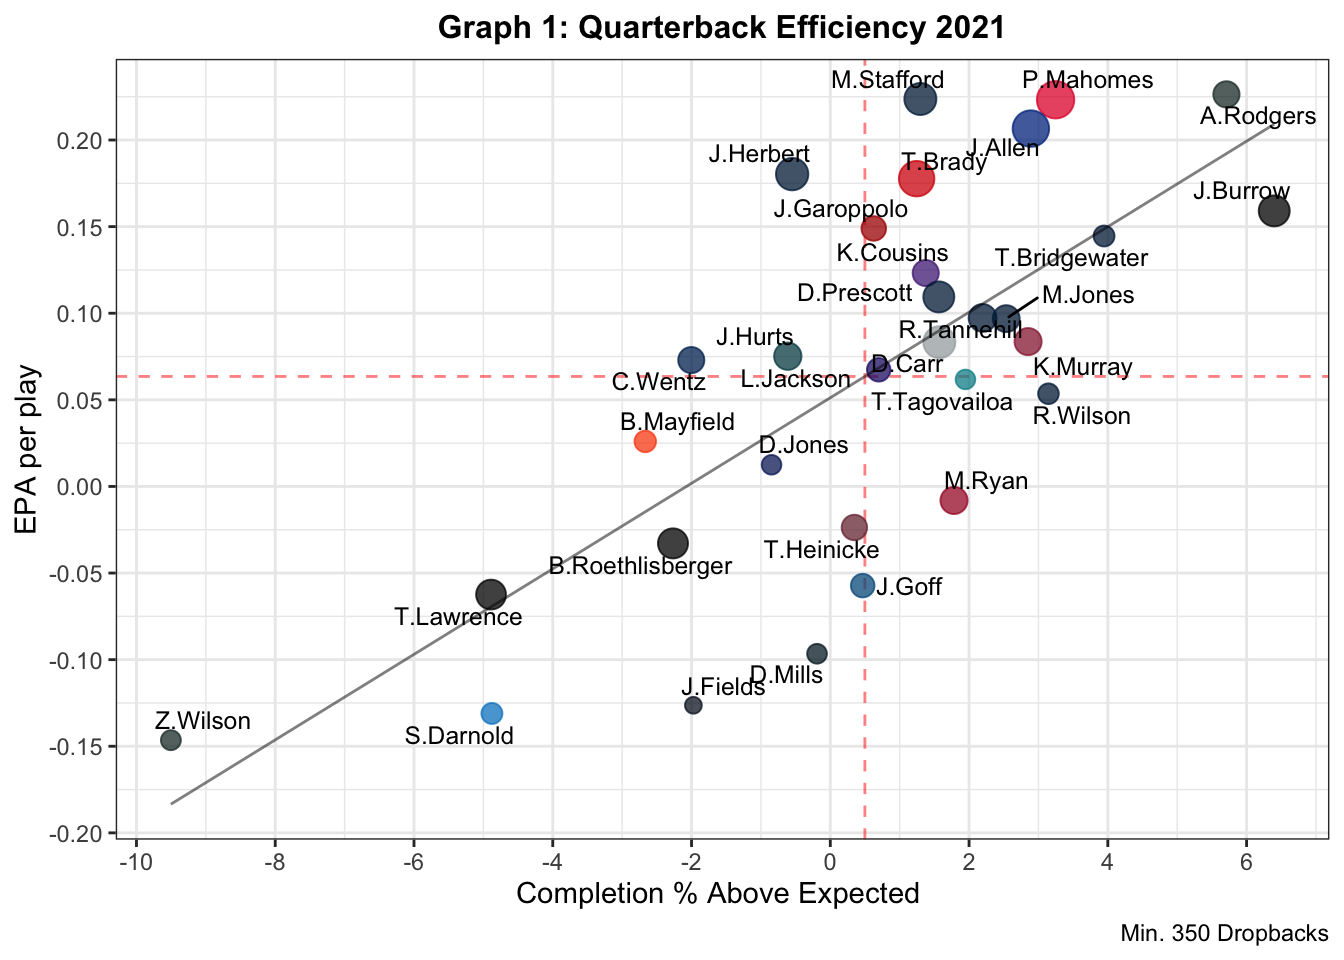 Graph 1: Quarterback Efficiency 2021
M.Stafford
P.Mahomes
A.Rodgers
J.Allen
J.Herbert
T.Brady
J.Burrow
J.Garoppolo
K.Cousins
T.Bridgewater
D.Prescott
M.Jones
R.Tannehill
J.Hurts
D.Carr
K.Murray
C.Wentz
L.Jackson
T.Tagovailoa
R.Wilson
B.Mayfield
D.Jones
M.Ryan
T.Heinicke
B.Roethlisberger
J.Goff
T.Lawrence
D.Mills
J.Fields
Z.Wilson
S.Darnold
0.20
0.15
0.10
0.05
0.00
-0.05
-0.10
-0.15
-0.20
EPA per play
-10 -8 -6 -4 -2 0 2 4 6
Completion % Above Expected
Min. 350 Dropbacks